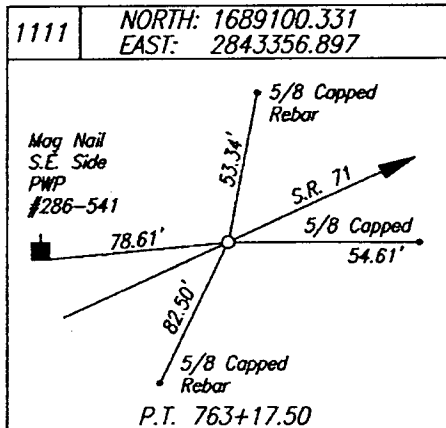 1111
NORTH: 1689100.331
EAST: 2843356.897
5/8 Capped
Rebar
Mag Nail
S.E. Side
PWP
#286-541
53.34'
S.R. 71
78.61'
5/8 Capped
54.61'
82.50'
5/8 Capped
Rebar
P.T. 763+17.50